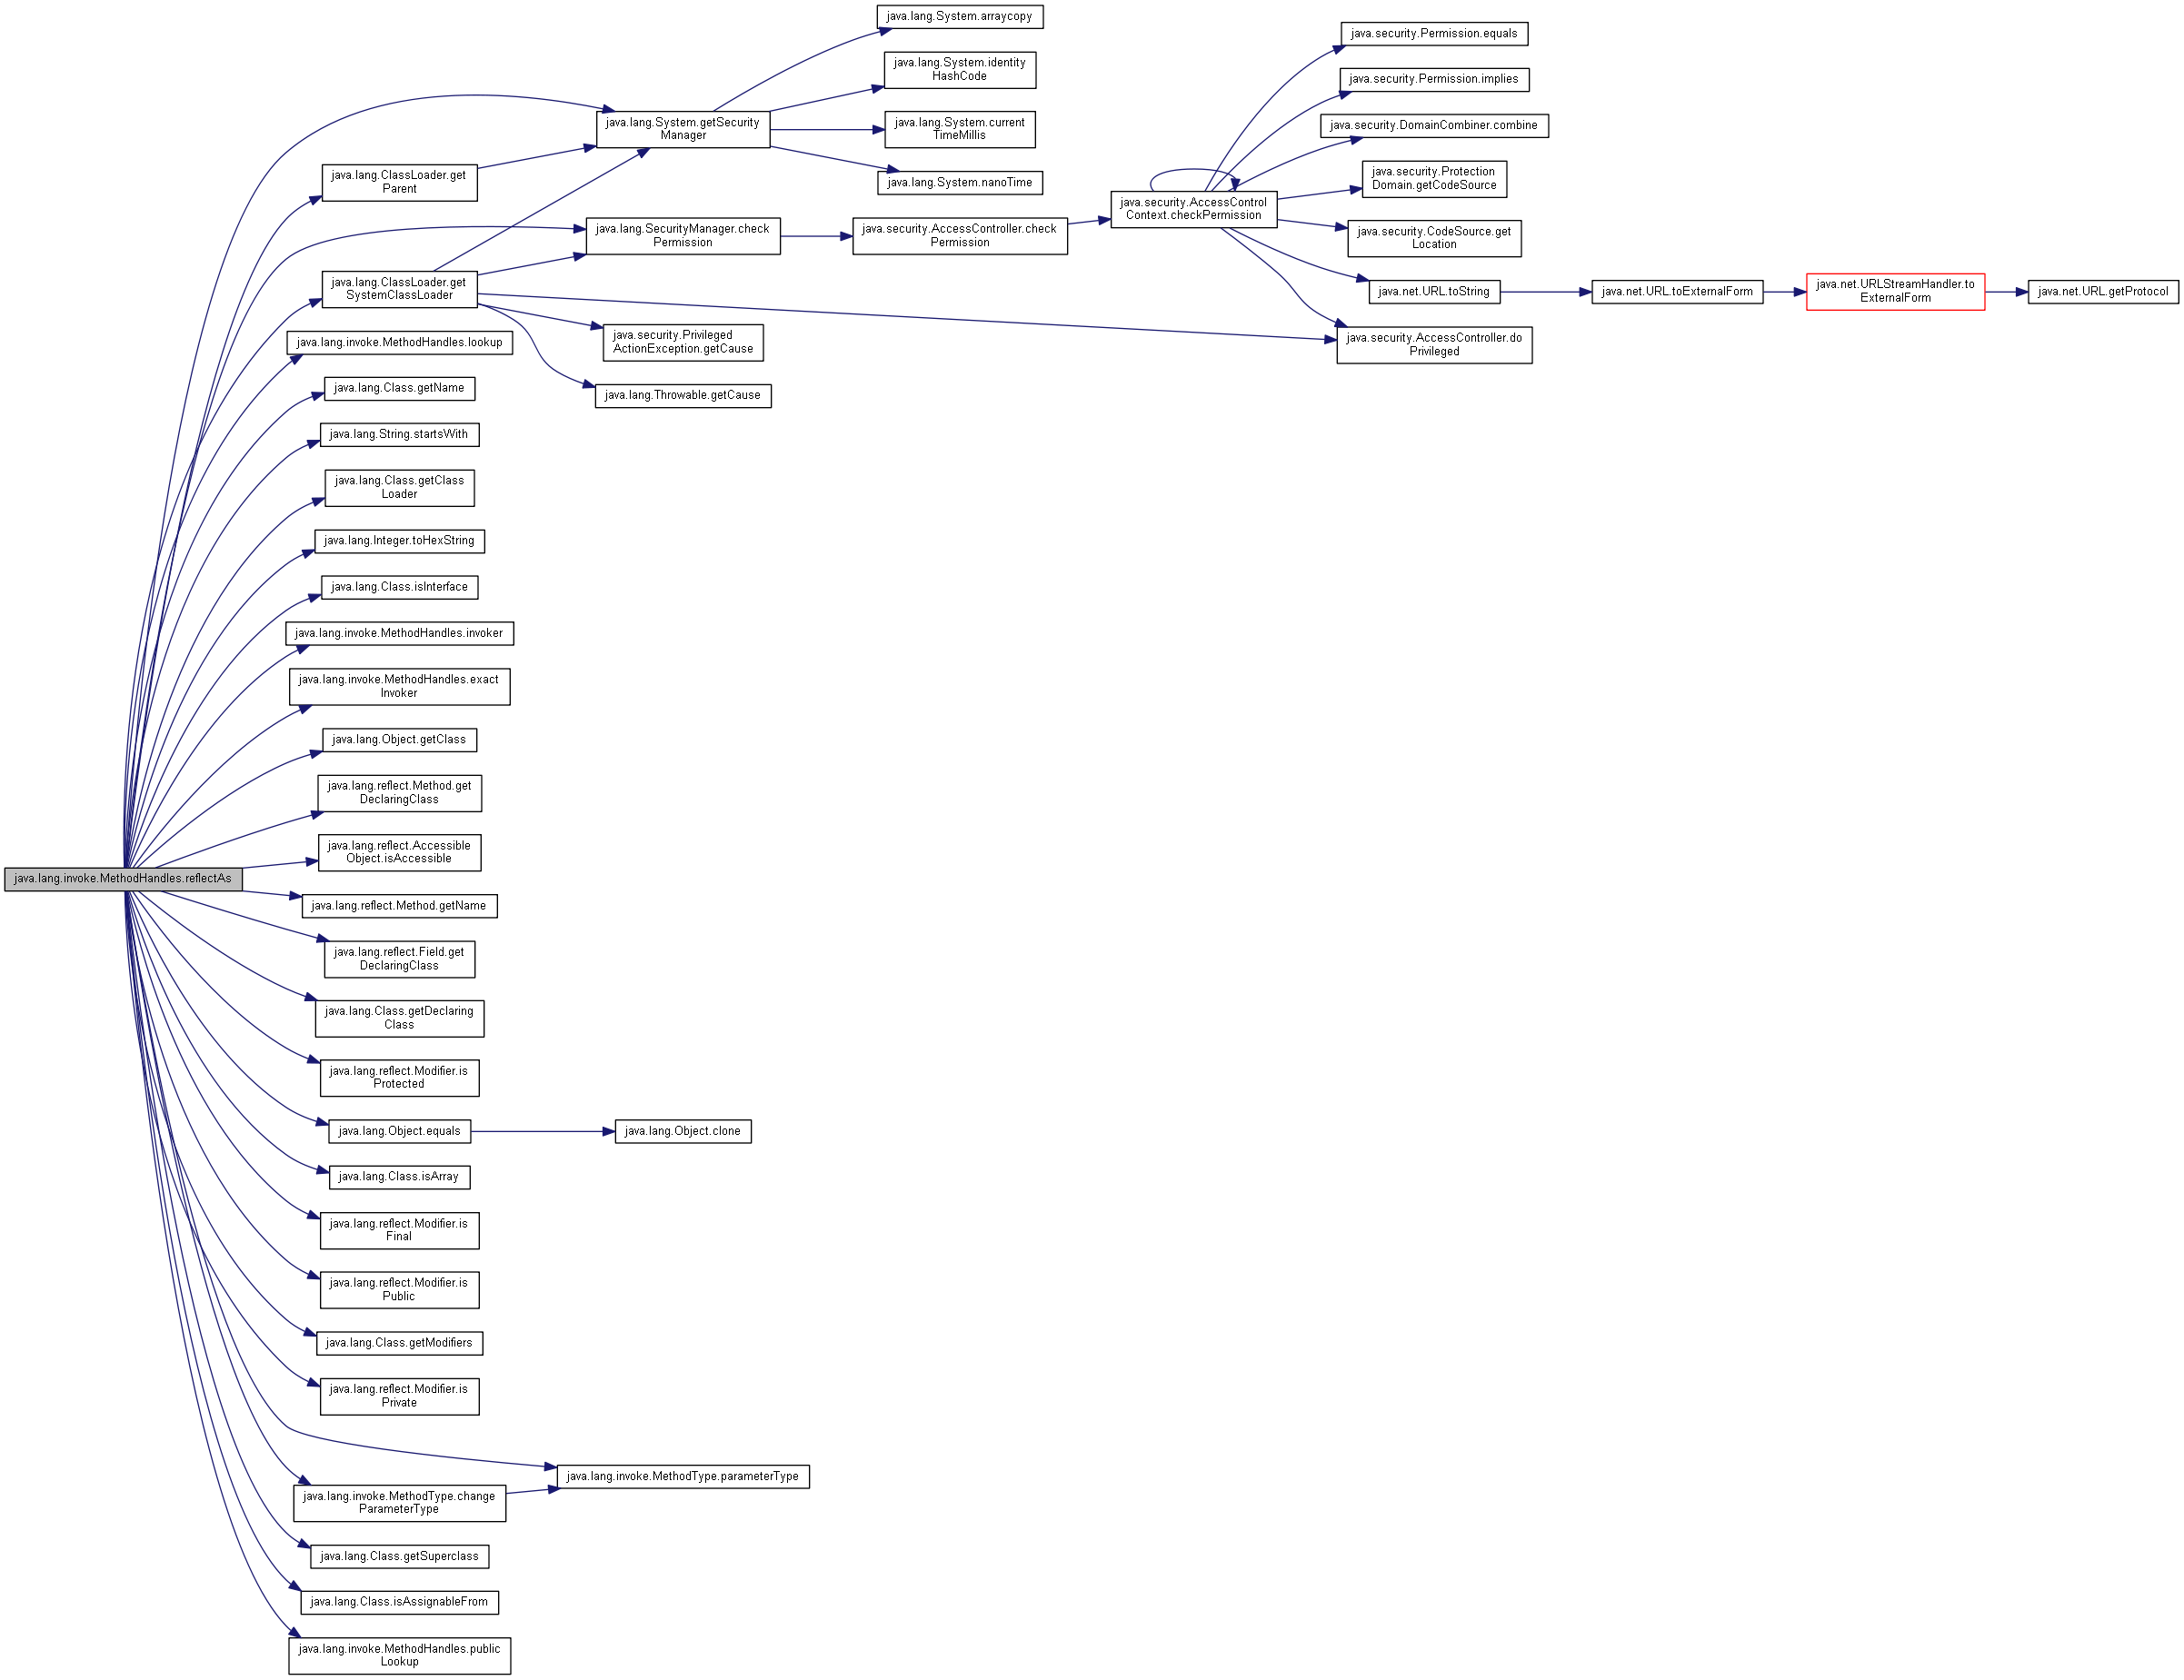 java.lang.System.arraycopy
java.lang.System.identity
HashCode
java.lang.System.getSecurity
Manager
java.lang.System.current
TimeMillis
java.lang.System.nanoTime
java.lang.ClassLoader.get
Parent
java.security.Permission.equals
java.security.Permission.implies
java.security.DomainCombiner.combine
java.security.Protection
Domain.getCodeSource
java.security.AccessControl
Context.checkPermission
java.lang.SecurityManager.check
Permission
java.security.AccessController.check
Permission
java.security.CodeSource.get
Location
java.lang.ClassLoader.get
SystemClassLoader
java.net.URL.toString
java.net.URL.toExternalForm
java.net.URLStreamHandler.to
ExternalForm
java.net.URL.getProtocol
java.security.AccessController.do
Privileged
java.security.Privileged
ActionException.getCause
java.lang.Throwable.getCause
java.lang.invoke.MethodHandles.lookup
java.lang.Class.getName
java.lang.String.startsWith
java.lang.Class.getClass
Loader
java.lang.Integer.toHexString
java.lang.Class.isInterface
java.lang.invoke.MethodHandles.invoker
java.lang.invoke.MethodHandles.exact
Invoker
java.lang.Object.getClass
java.lang.reflect.Method.get
DeclaringClass
java.lang.reflect.Accessible
Object.isAccessible
java.lang.invoke.MethodHandles.reflectAs
java.lang.reflect.Method.getName
java.lang.reflect.Field.get
DeclaringClass
java.lang.Class.getDeclaring
Class
java.lang.reflect.Modifier.is
Protected
java.lang.Object.equals
java.lang.Object.clone
java.lang.Class.isArray
java.lang.reflect.Modifier.is
Final
java.lang.reflect.Modifier.is
Public
java.lang.Class.getModifiers
java.lang.reflect.Modifier.is
Private
java.lang.invoke.MethodType.parameterType
java.lang.invoke.MethodType.change
ParameterType
java.lang.Class.getSuperclass
java.lang.Class.isAssignableFrom
java.lang.invoke.MethodHandles.public
Lookup